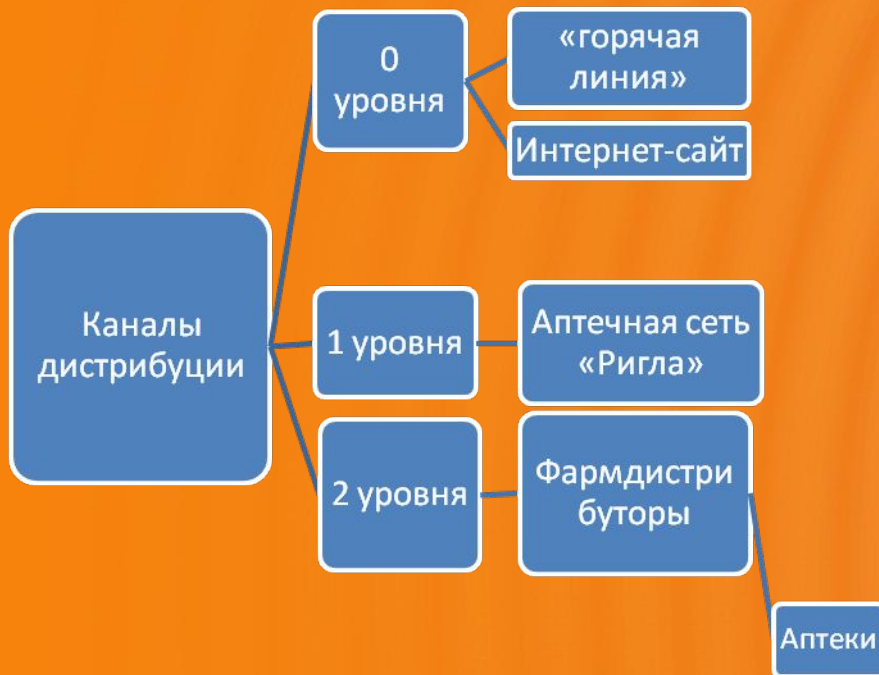 0
уровня
«горячая
линия»
Интернет-сайт
Каналы
дистрибуции
1 уровня
Аптечная сеть
«Ригла»
2 уровня
Фармдистри
буторы
Аптеки